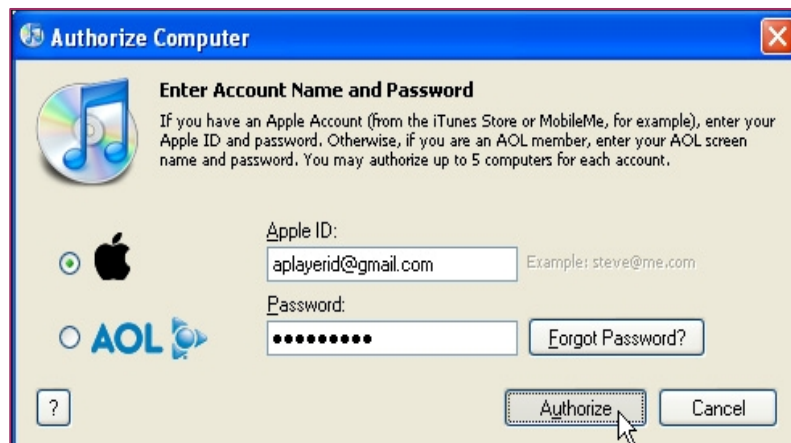 Authorize Computer
Enter Account Name and Password
If you have an Apple Account (from the iTunes Store or MobileMe, for example), enter your
Apple ID and password. Otherwise, if you are an AOL member, enter your AOL screen
name and password. You may authorize up to 5 computers for each account.
Apple ID:
aplayerid@gmail.com Example: steve@me.com
Password:
AOL ●●●●●●●●● Forgot Password?
? Authorize Cancel